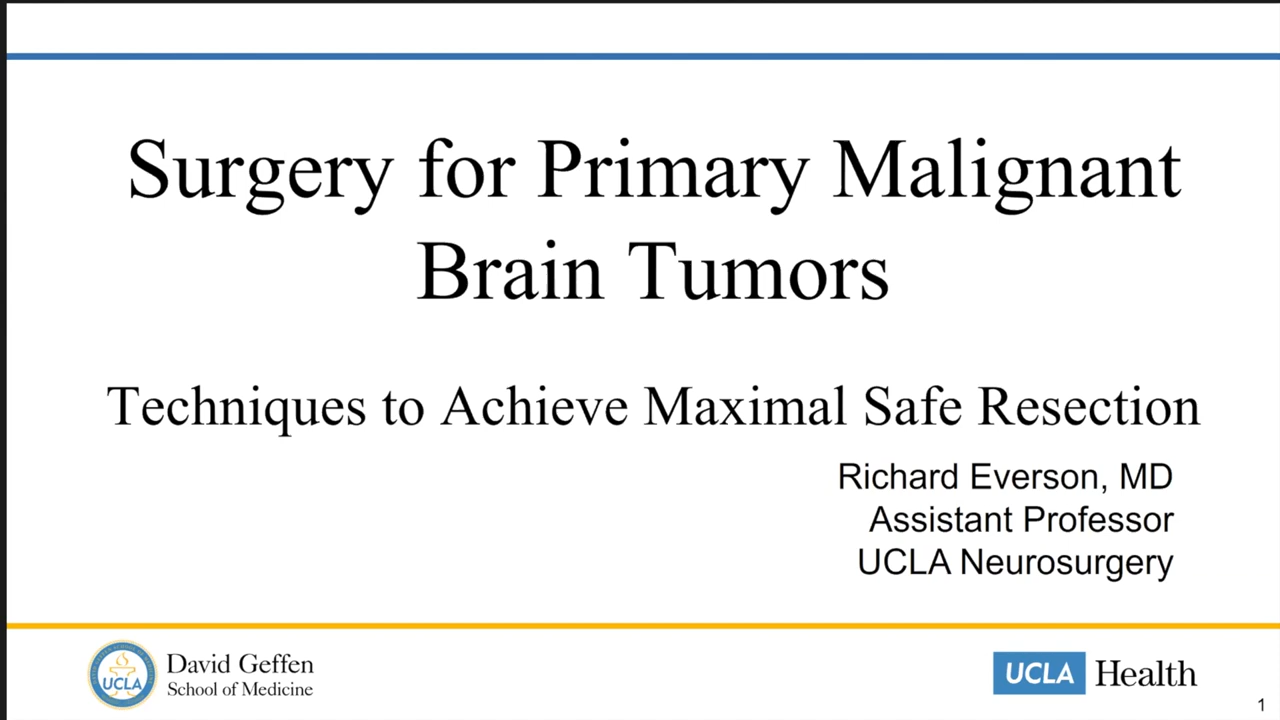 Surgery for Primary Malignant
Brain Tumors
Techniques to Achieve Maximal Safe Resection
Richard Everson, MD
Assistant Professor
UCLA Neurosurgery
UCLA
David Geffen
School of Medicine
UCLA Health
1